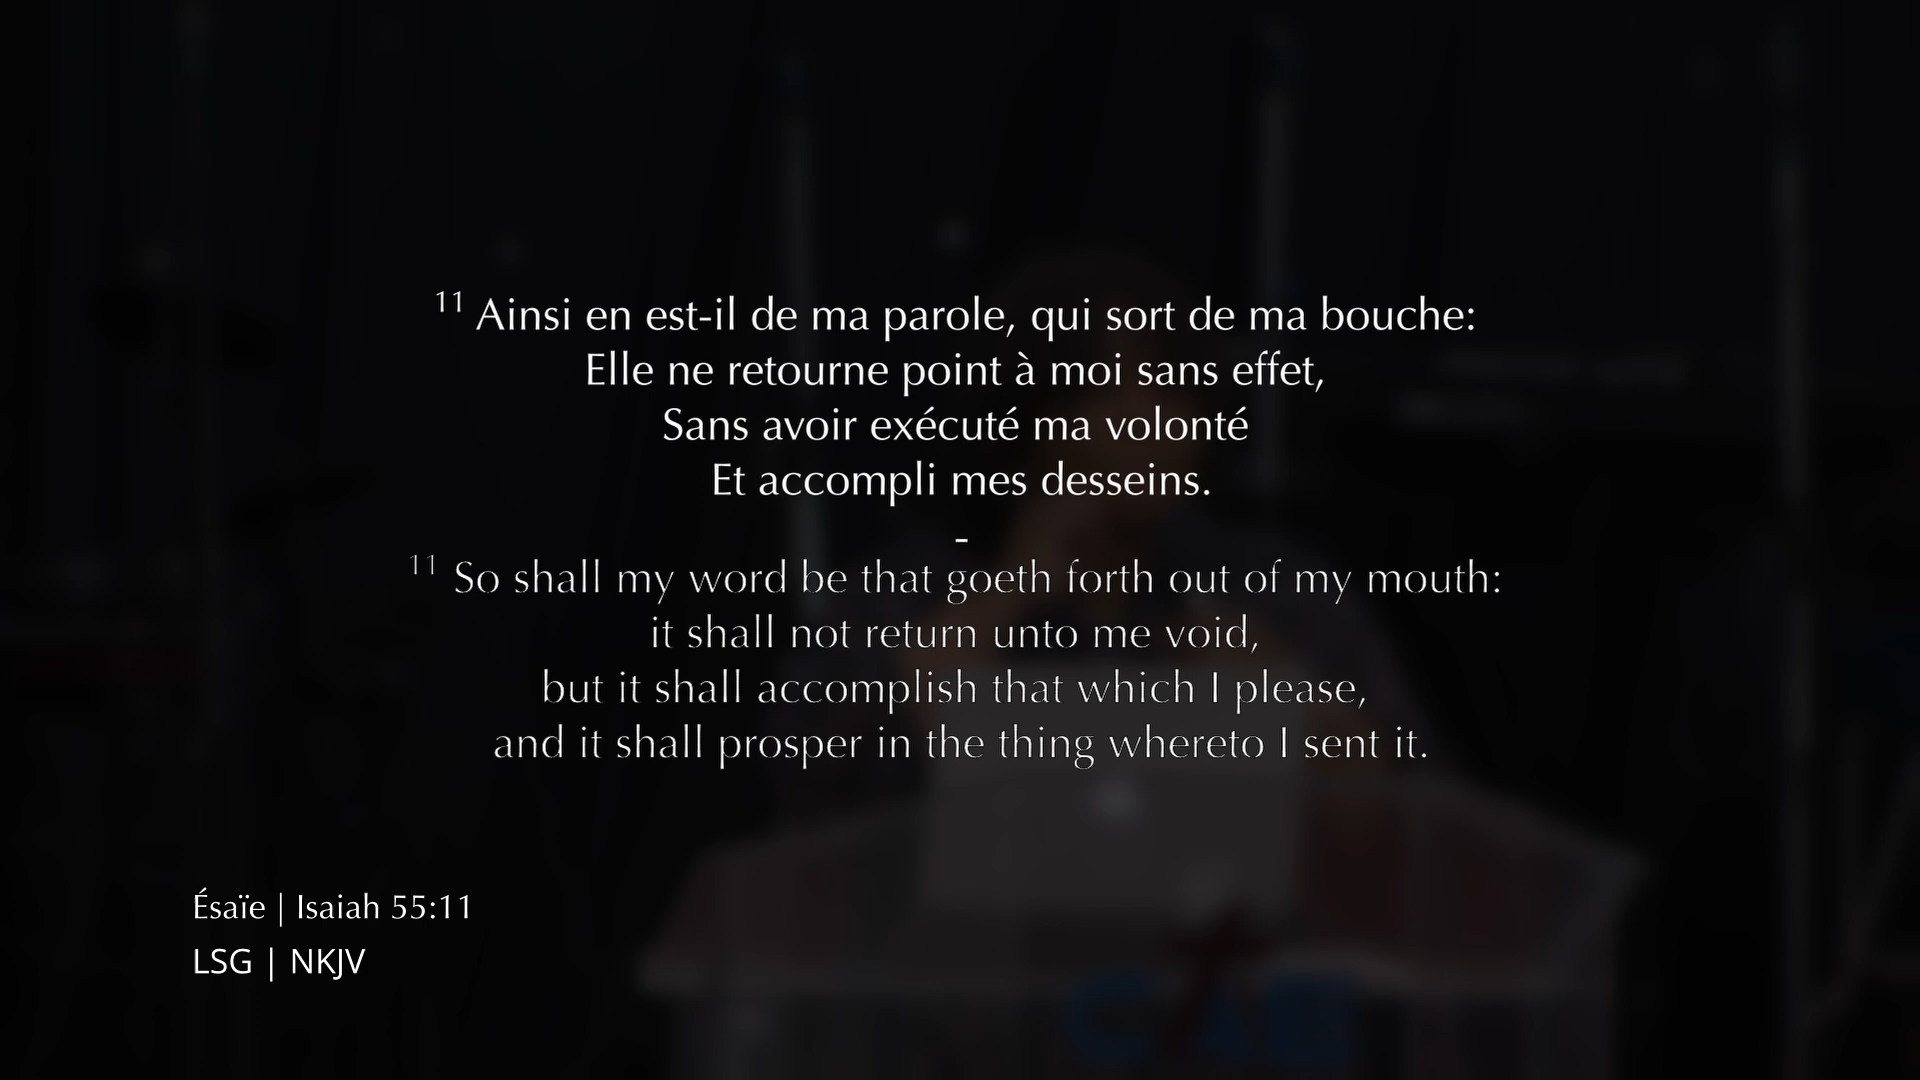 11 Ainsi en est-il de ma parole, qui sort de ma bouche:
Elle ne retourne point à moi sans effet,
Sans avoir exécuté ma volonté
Et accompli mes desseins.
-
11 So shall my word be that goeth forth out of my mouth:
it shall not return unto me void,
but it shall accomplish that which I please,
and it shall prosper in the thing whereto I sent it.
Ésaïe | Isaiah 55:11
LSG | NKJV